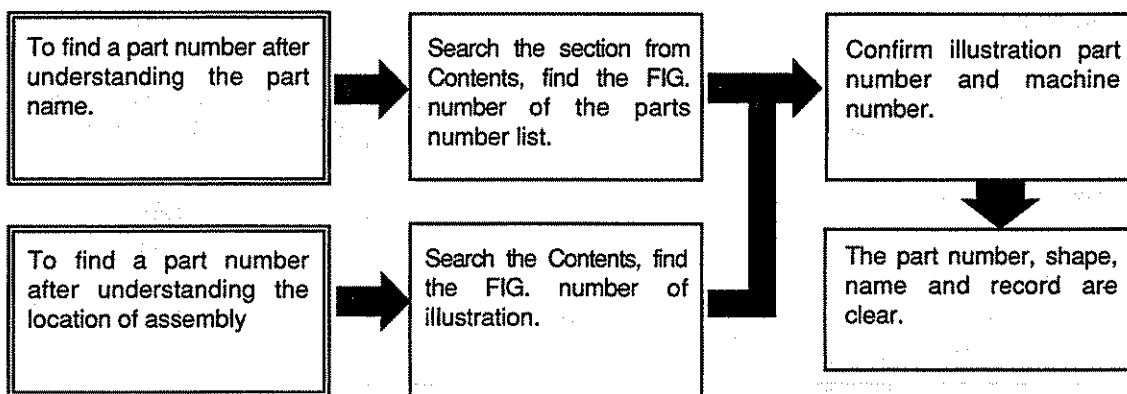 To find a part number after
understanding the part
name.
Search the section from
Contents, find the FIG.
number of the parts
number list.
Confirm illustration part
number and machine
number.
To find a part number
after understanding the
location of assembly
Search the Contents, find
the FIG. number of
illustration.
The part number, shape,
name and record are
clear.